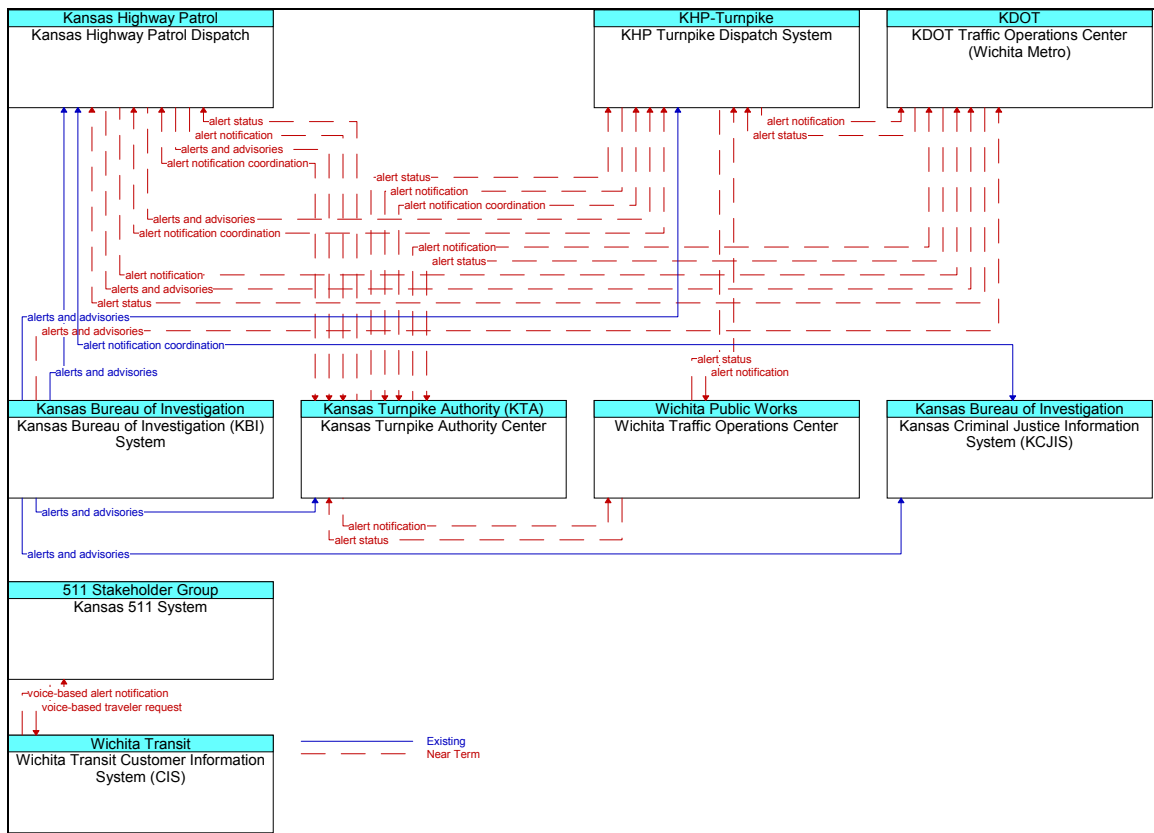 Kansas Highway Patrol
Kansas Highway Patrol Dispatch
KHP-Turnpike
KHP Turnpike Dispatch System
KDOT
KDOT Traffic Operations Center
(Wichita Metro)
alert status
alert notification
alerts and advisories
alert notification coordination
alert notification
alert status
alert status
alert notification
alert notification coordination
alerts and advisories
alert notification coordination
alert notification
alert status
alert notification
alerts and advisories
alert status
alerts and advisories
alerts and advisories
alert notification coordination
alerts and advisories
alert status
alert notification
Kansas Bureau of Investigation
Kansas Bureau of Investigation (KBI)
System
Kansas Turnpike Authority (KTA)
Kansas Turnpike Authority Center
Wichita Public Works
Wichita Traffic Operations Center
Kansas Bureau of Investigation
Kansas Criminal Justice Information
System (KCJIS)
alerts and advisories
alert notification
alert status
alerts and advisories
511 Stakeholder Group
Kansas 511 System
voice-based alert notification
voice-based traveler request
Wichita Transit
Wichita Transit Customer Information
System (CIS)
Existing
Near Term